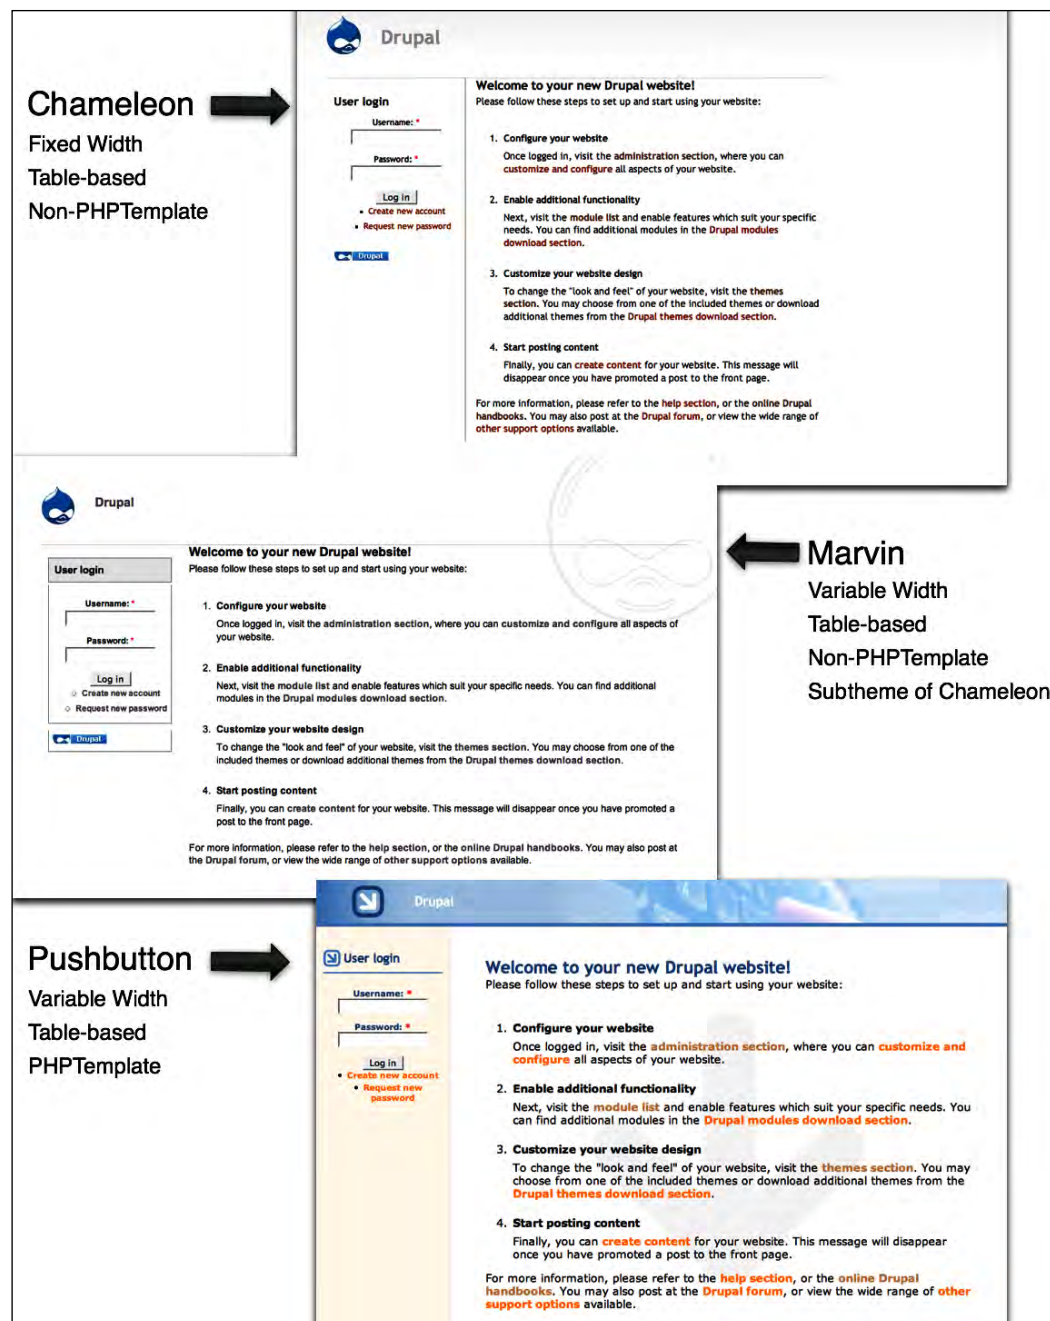 Drupal
Chameleon
Fixed Width
Table-based
Non-PHPTemplate
User login
Username: *
Password: *
Log in
Create new account
Request new password
Drupal
Welcome to your new Drupal website!
Please follow these steps to set up and start using your website:
1. Configure your website
Once logged in, visit the administration section, where you can
customize and configure all aspects of your website.
2. Enable additional functionality
Next, visit the module list and enable features which suit your specific
needs. You can find additional modules in the Drupal modules
download section.
3. Customize your website design
To change the "look and feel" of your website, visit the themes
section. You may choose from one of the included themes or download
additional themes from the Drupal themes download section.
4. Start posting content
Finally, you can create content for your website. This message will
disappear once you have promoted a post to the front page.
For more information, please refer to the help section, or the online Drupal
handbooks. You may also post at the Drupal forum, or view the wide range of
other support options available.
Drupal
User login
Username: *
Password: *
Log in
Create new account
Request new password
Drupal
Welcome to your new Drupal website!
Please follow these steps to set up and start using your website:
1. Configure your website
Once logged in, visit the administration section, where you can customize and configure all aspects of
your website.
2. Enable additional functionality
Next, visit the module list and enable features which suit your specific needs. You can find additional
modules in the Drupal modules download section.
3. Customize your website design
To change the "look and feel" of your website, visit the themes section. You may choose from one of the
included themes or download additional themes from the Drupal themes download section.
4. Start posting content
Finally, you can create content for your website. This message will disappear once you have promoted a
post to the front page.
For more information, please refer to the help section, or the online Drupal handbooks. You may also post at
the Drupal forum, or view the wide range of other support options available.
Marvin
Variable Width
Table-based
Non-PHPTemplate
Subtheme of Chameleon
Pushbutton
Variable Width
Table-based
PHPTemplate
Drupal
User login
Username: *
Password: *
Log in
Create new account
Request new
password
Welcome to your new Drupal website!
Please follow these steps to set up and start using your website:
1. Configure your website
Once logged in, visit the administration section, where you can customize and
configure all aspects of your website.
2. Enable additional functionality
Next, visit the module list and enable features which suit your specific needs. You
can find additional modules in the Drupal modules download section.
3. Customize your website design
To change the "look and feel" of your website, visit the themes section. You may
choose from one of the included themes or download additional themes from the
Drupal themes download section.
4. Start posting content
Finally, you can create content for your website. This message will disappear
once you have promoted a post to the front page.
For more information, please refer to the help section, or the online Drupal
handbooks. You may also post at the Drupal forum, or view the wide range of other
support options available.